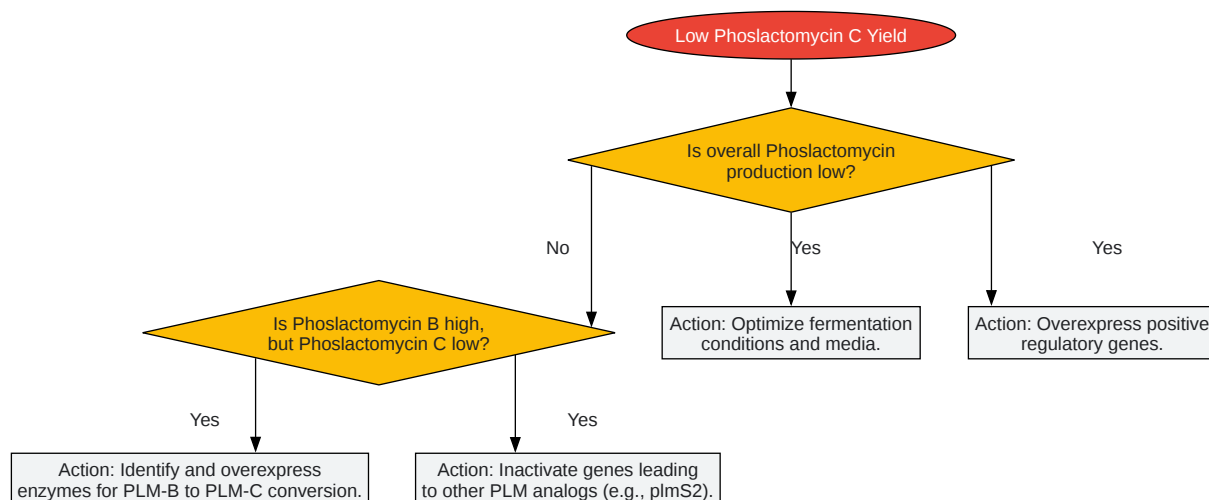 Low Phoslactomycin C Yield
Is overall Phoslactomycin
production low?
No
Yes
Yes
Is Phoslactomycin B high,
but Phoslactomycin C low?
Action: Optimize fermentation
conditions and media.
Action: Overexpress positive
regulatory genes.
Yes
Yes
Action: Identify and overexpress
enzymes for PLM-B to PLM-C conversion.
Action: Inactivate genes leading
to other PLM analogs (e.g., plmS2).